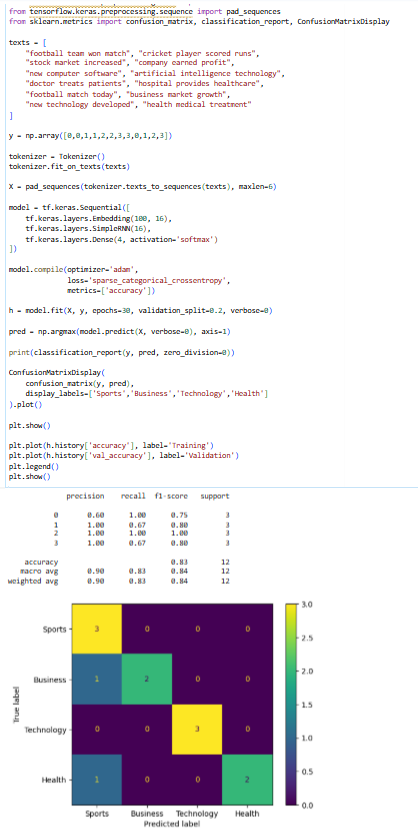 from tensorflow.keras.preprocessing.sequence import pad_sequences
from sklearn.metrics import confusion_matrix, classification_report, ConfusionMatrixDisplay
texts = [
    "football team won match", "cricket player scored runs",
    "stock market increased", "company earned profit",
    "new computer software", "artificial intelligence technology",
    "doctor treats patients", "hospital provides healthcare",
    "football match today", "business market growth",
    "new technology developed", "health medical treatment"
]
y = np.array([0,0,1,1,2,2,3,3,0,1,2,3])
tokenizer = Tokenizer()
tokenizer.fit_on_texts(texts)
X = pad_sequences(tokenizer.texts_to_sequences(texts), maxlen=6)
model = tf.keras.Sequential([
    tf.keras.layers.Embedding(100, 16),
    tf.keras.layers.SimpleRNN(16),
    tf.keras.layers.Dense(4, activation='softmax')
])
model.compile(optimizer='adam',
              loss='sparse_categorical_crossentropy',
              metrics=['accuracy'])
h = model.fit(X, y, epochs=30, validation_split=0.2, verbose=0)
pred = np.argmax(model.predict(X, verbose=0), axis=1)
print(classification_report(y, pred, zero_division=0))
ConfusionMatrixDisplay(
    confusion_matrix(y, pred),
    display_labels=['Sports','Business','Technology','Health']
).plot()
plt.show()
plt.plot(h.history['accuracy'], label='Training')
plt.plot(h.history['val_accuracy'], label='Validation')
plt.legend()
plt.show()
precision recall f1-score support
0 0.60 1.00 0.75 3
1 1.00 0.67 0.80 3
2 1.00 1.00 1.00 3
3 1.00 0.67 0.80 3
accuracy 0.83 12
macro avg 0.90 0.83 0.84 12
weighted avg 0.90 0.83 0.84 12
3.0
Sports 3 0 0 0
2.5
2.0
Business 1 2 0 0
1.5
True label
Technology 0 0 3 0
1.0
Health 1 0 0 2
0.5
0.0
Sports Business Technology Health
Predicted label